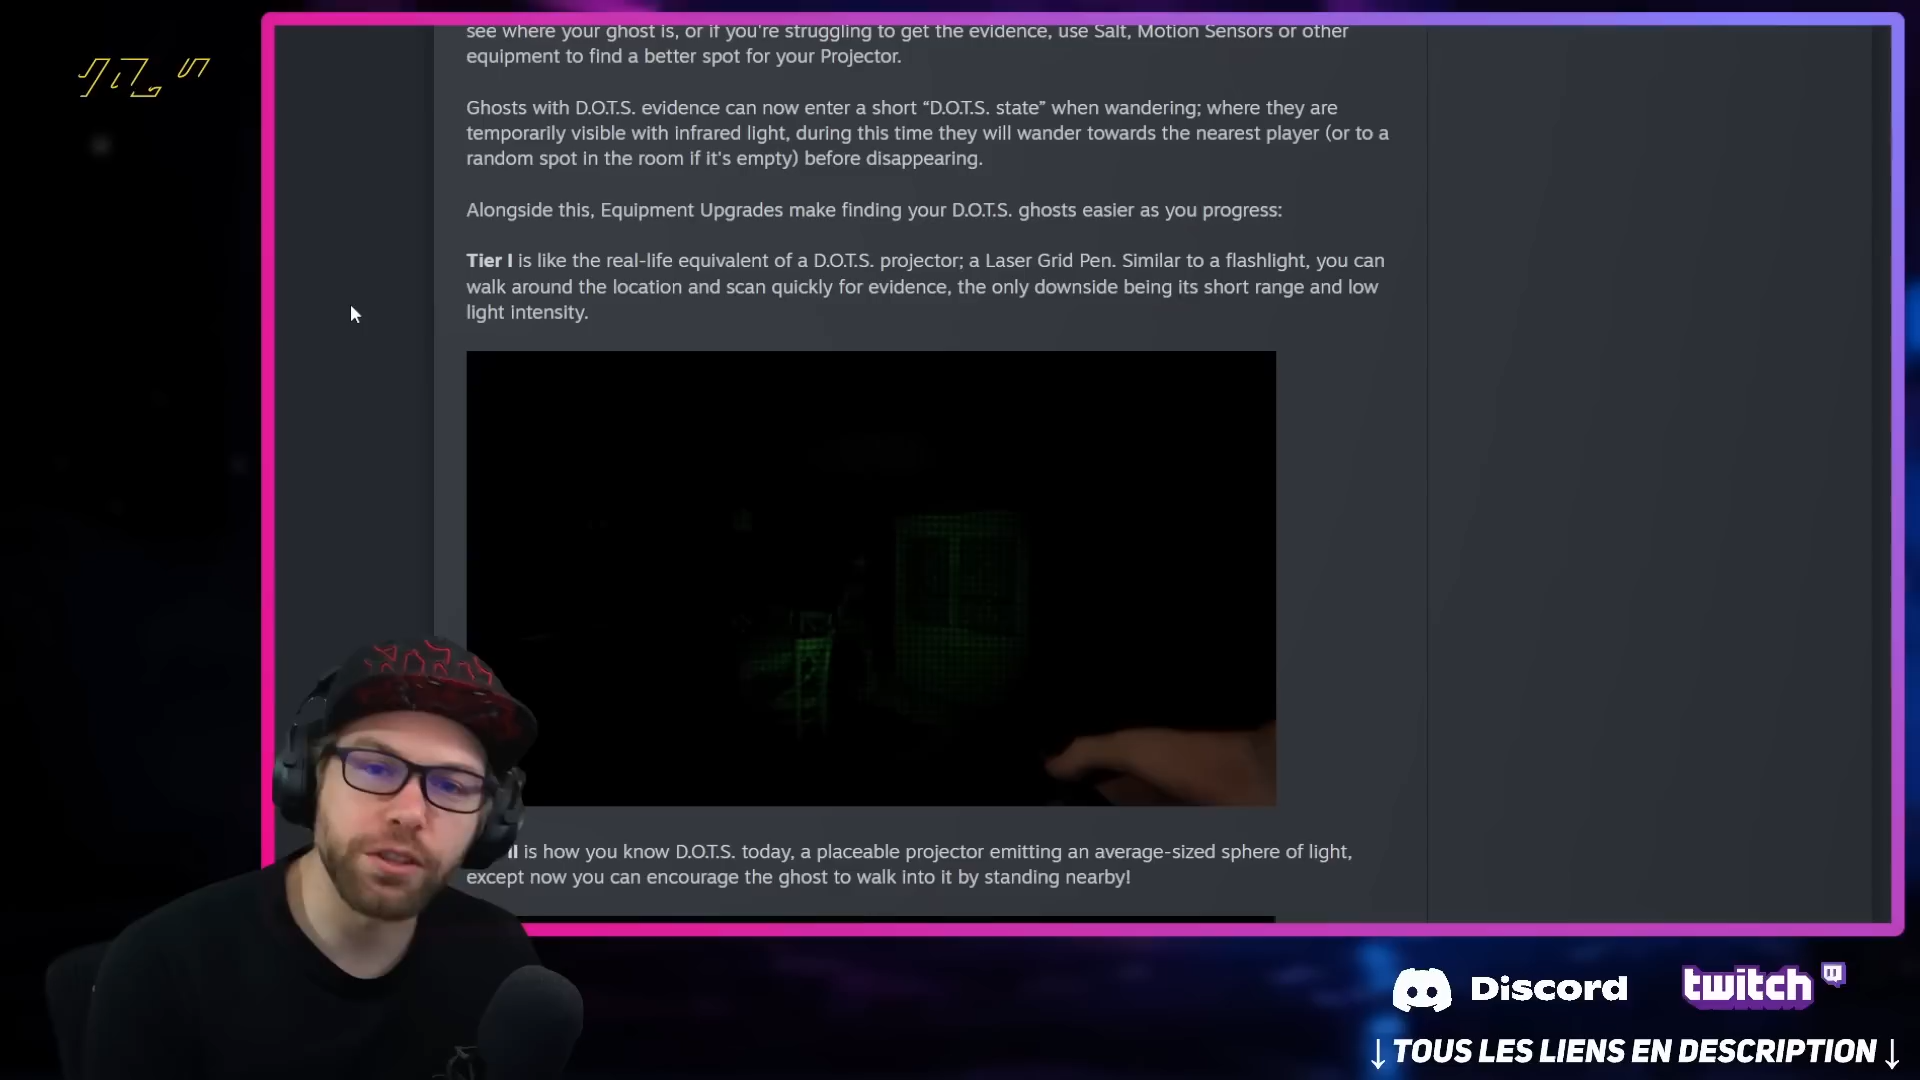 see where your ghost is, or if you're struggling to get the evidence, use Salt, Motion Sensors or other
equipment to find a better spot for your Projector.
Ghosts with D.O.T.S. evidence can now enter a short “D.O.T.S. state” when wandering; where they are
temporarily visible with infrared light, during this time they will wander towards the nearest player (or to a
random spot in the room if it's empty) before disappearing.
Alongside this, Equipment Upgrades make finding your D.O.T.S. ghosts easier as you progress:
Tier I is like the real-life equivalent of a D.O.T.S. projector; a Laser Grid Pen. Similar to a flashlight, you can
walk around the location and scan quickly for evidence, the only downside being its short range and low
light intensity.
II is how you know D.O.T.S. today, a placeable projector emitting an average-sized sphere of light,
except now you can encourage the ghost to walk into it by standing nearby!
Discord
twitch
↓ TOUS LES LIENS EN DESCRIPTION ↓